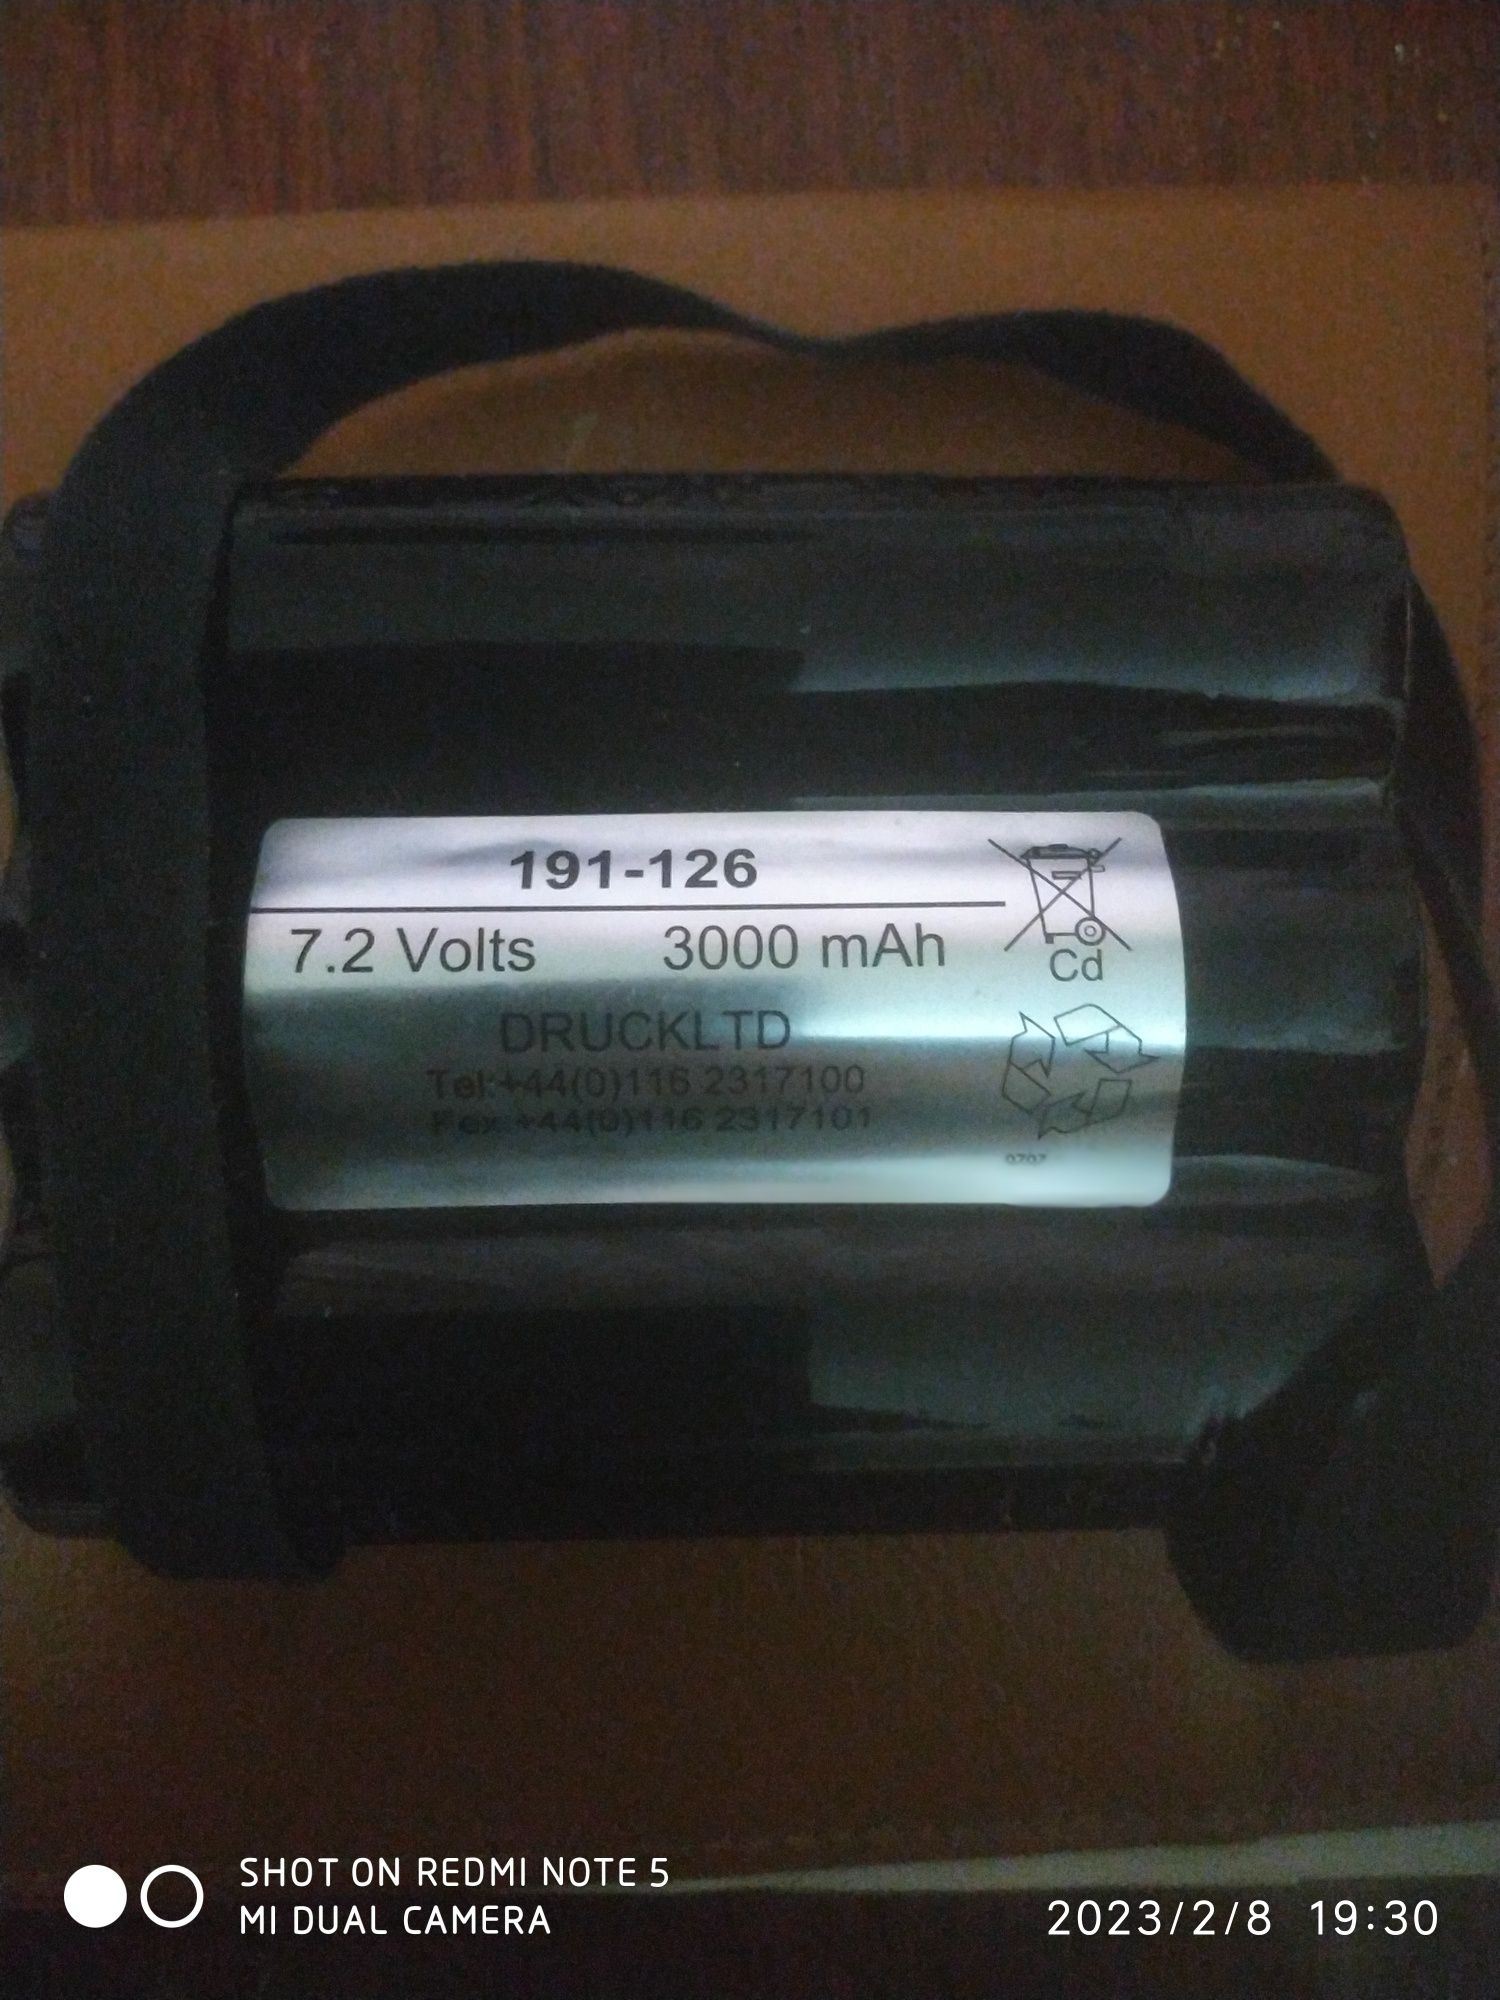 191-126
7.2 Volts 3000 mAh
Cd
DRUCKLTD
Tel:+44(0)116 2317100
Fax:+44(0)116 2317101
0707
SHOT ON REDMI NOTE 5
MI DUAL CAMERA
2023/2/8 19:30